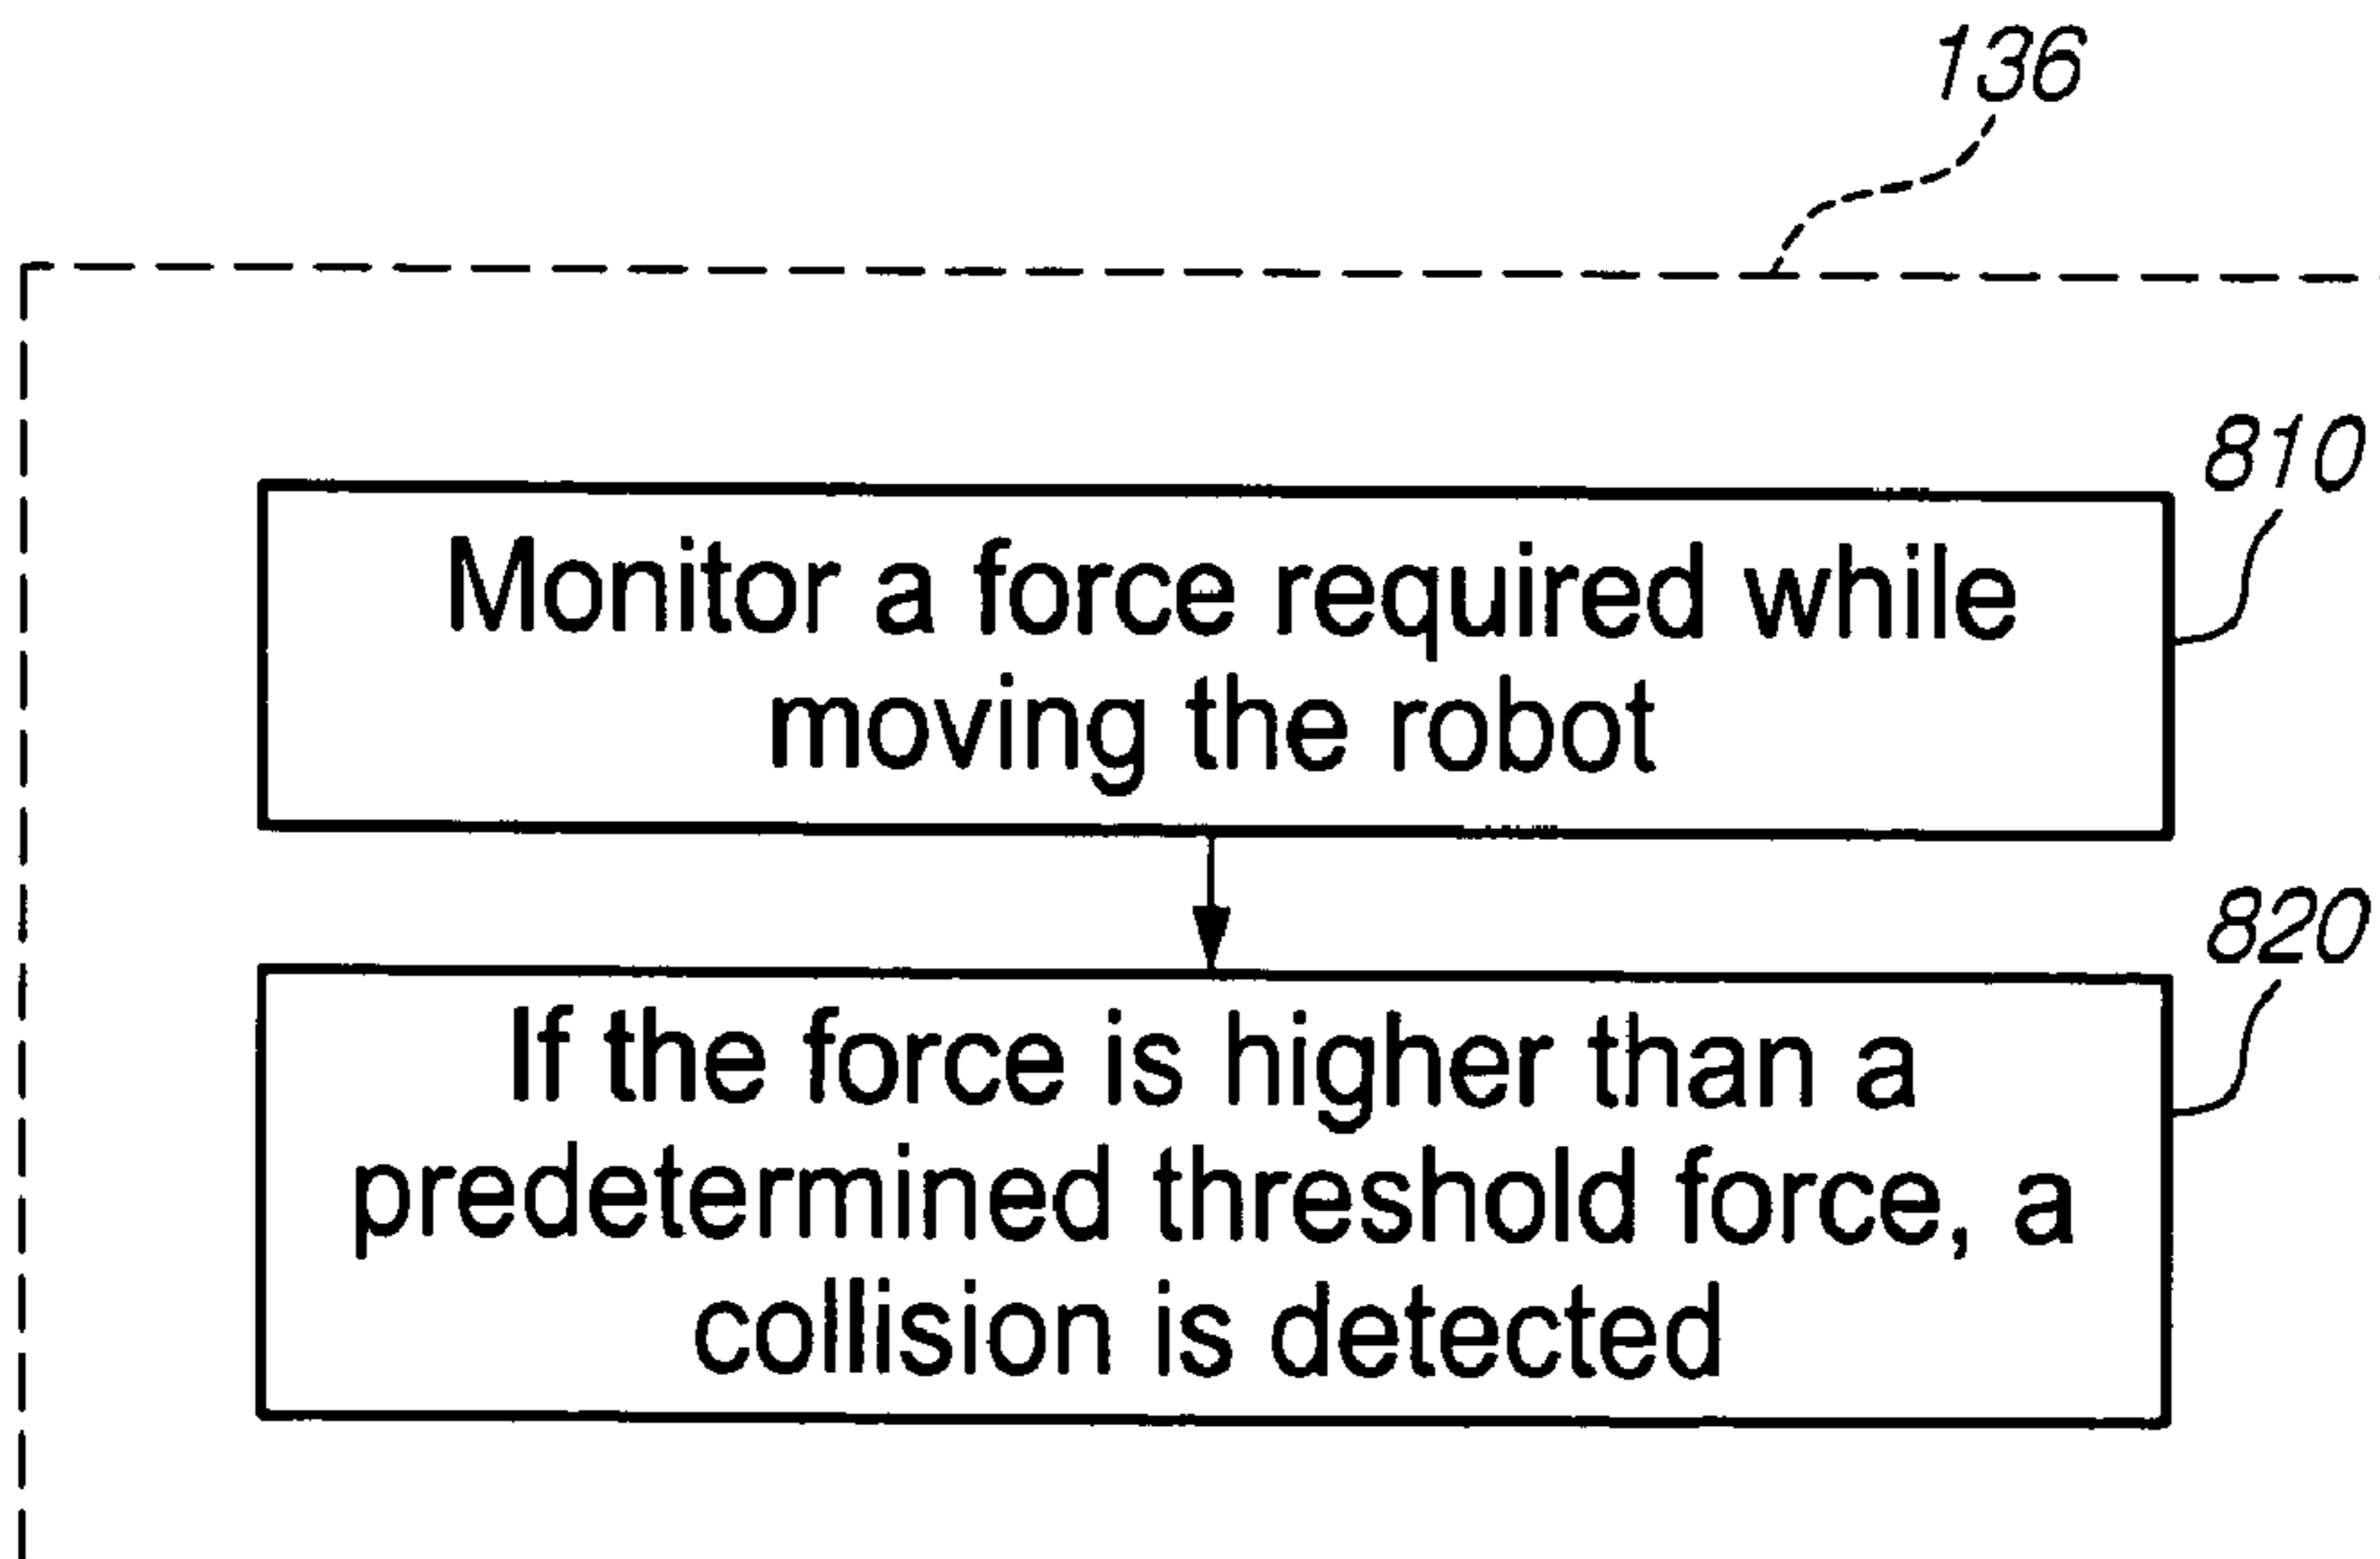 136
810
Monitor a force required while
moving the robot
820
If the force is higher than a
predetermined threshold force, a
collision is detected